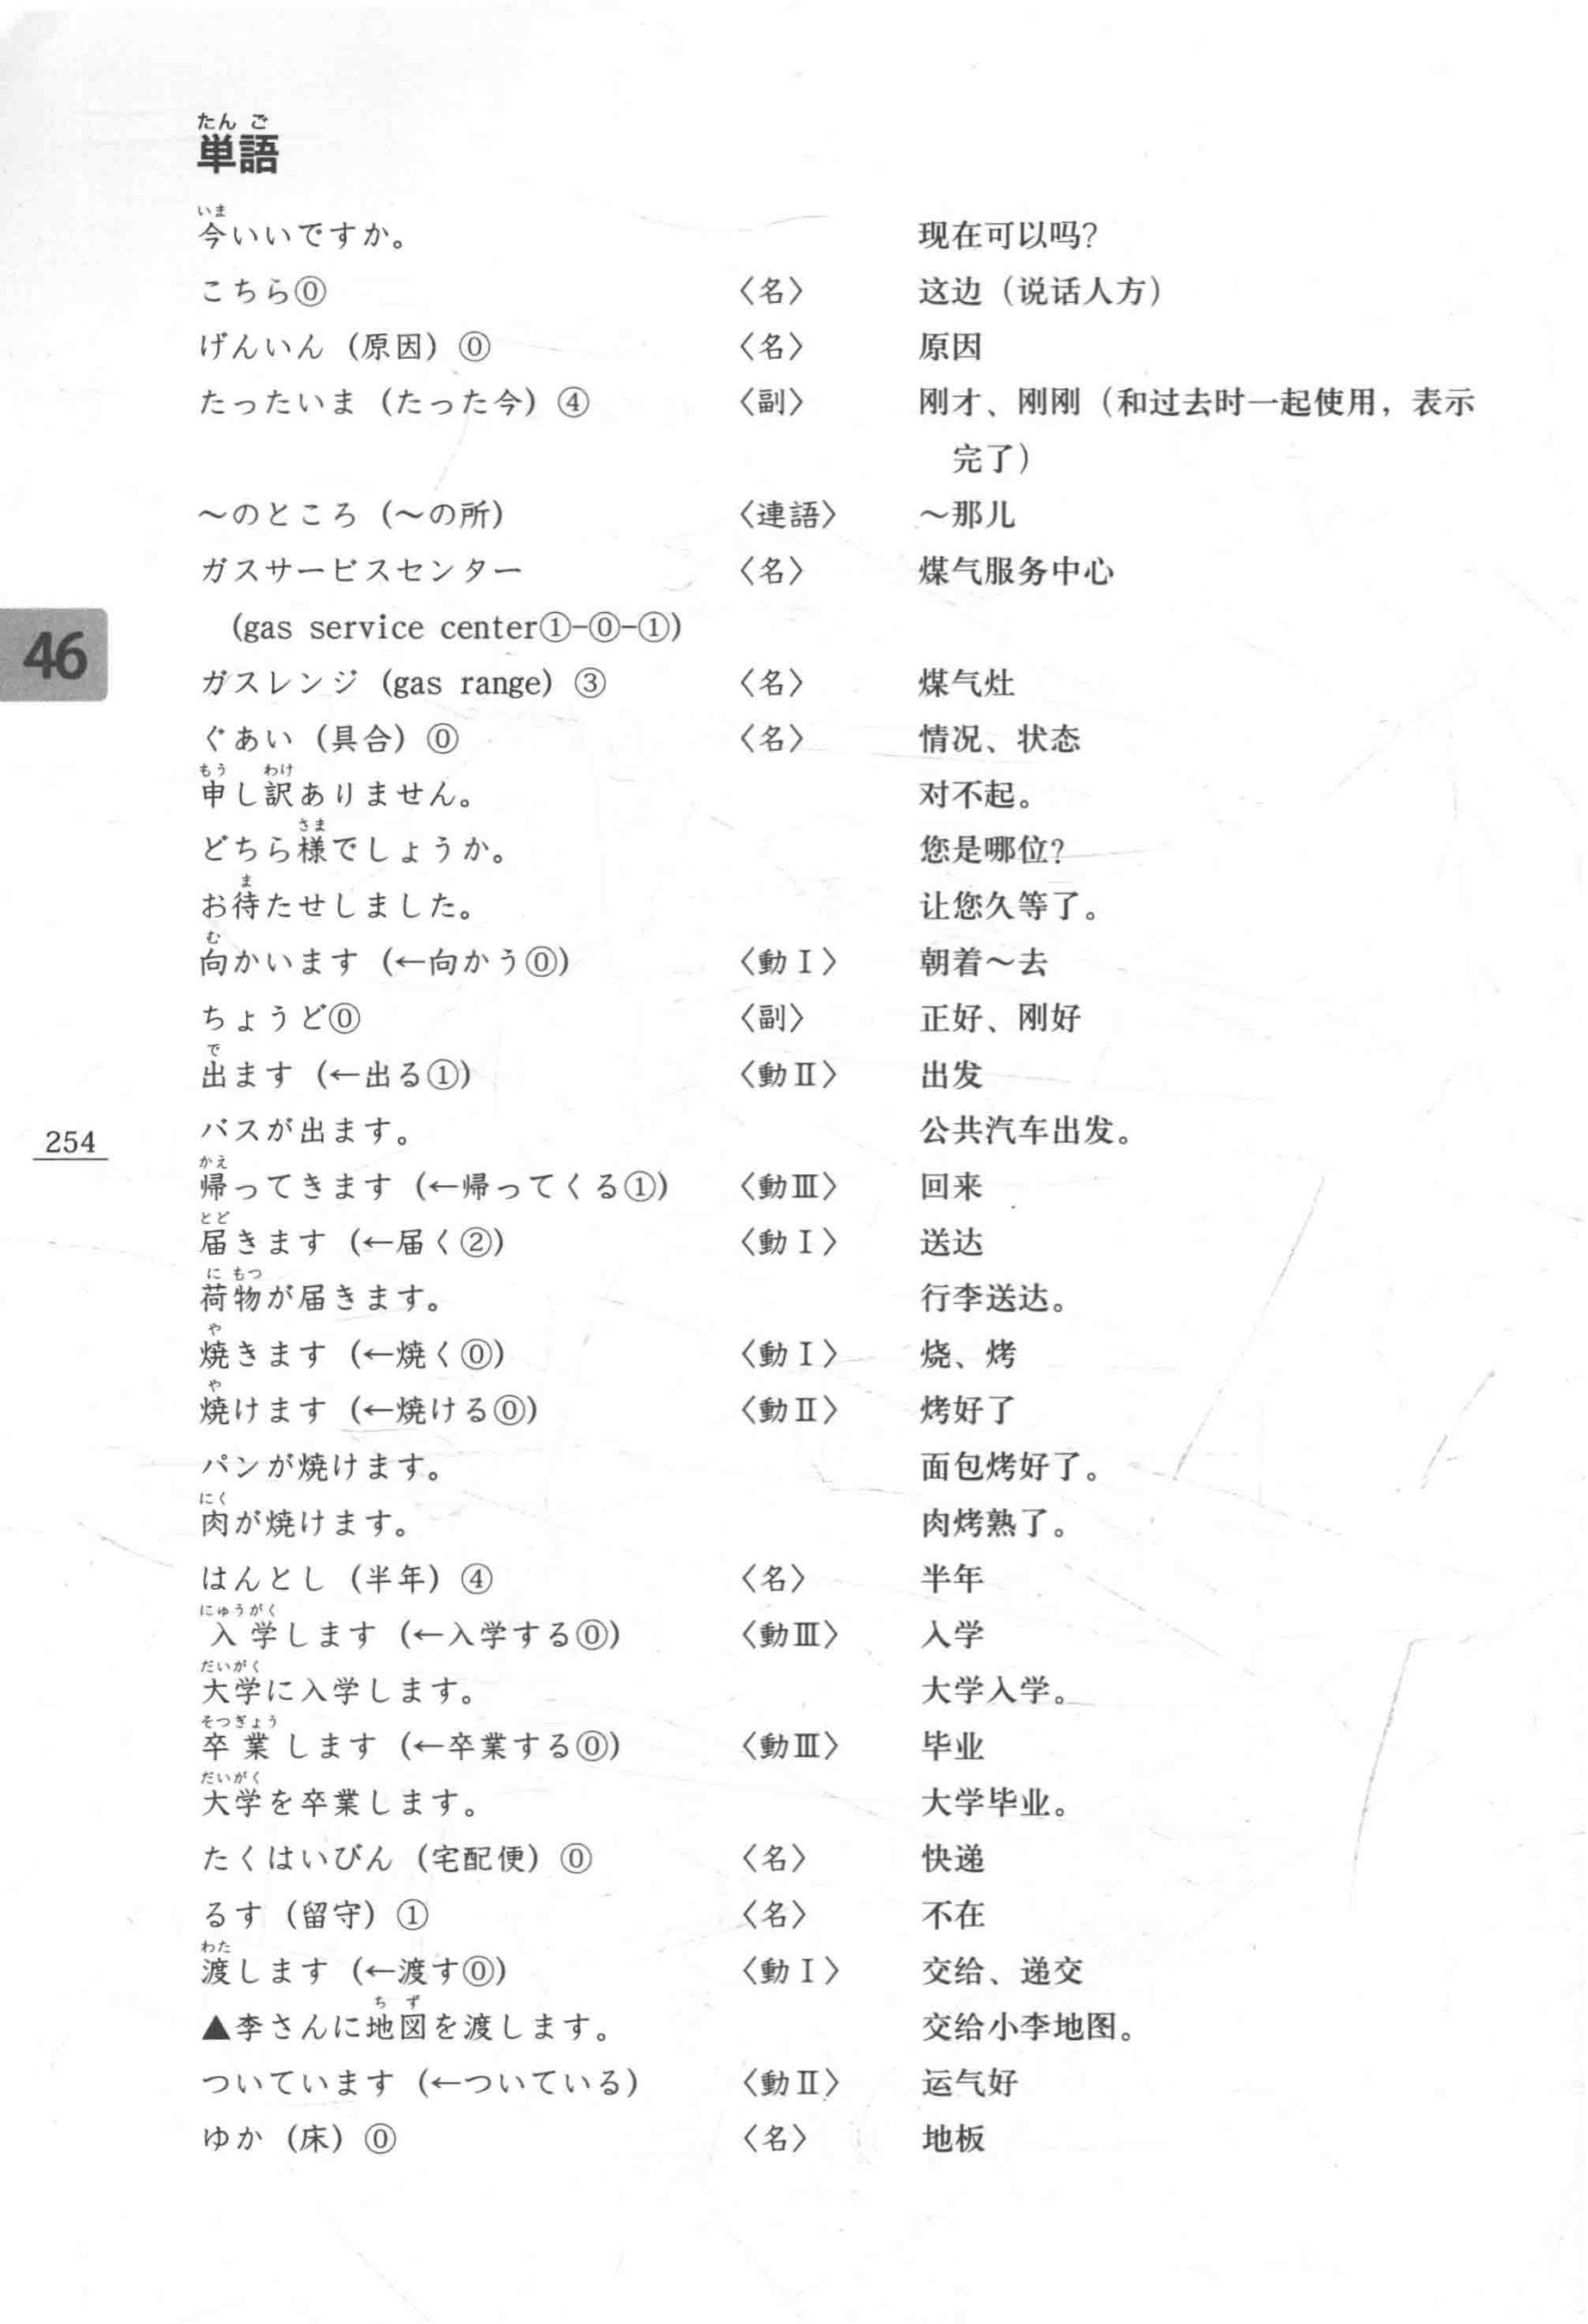 たんご
単語
いま
今いいですか。 现在可以吗？
こちら⓪ 〈名〉 这边（说话人方）
げんいん（原因）⓪ 〈名〉 原因
たったいま（たった今）④ 〈副〉 刚才、刚刚（和过去时一起使用，表示
完了）
～のところ（～の所） 〈連語〉 ～那儿
ガスサービスセンター 〈名〉 煤气服务中心
(gas service center①-⓪-①)
46
ガスレンジ（gas range）③ 〈名〉 煤气灶
ぐあい（具合）⓪ 〈名〉 情况、状态
もう わけ
申し訳ありません。 对不起。
さま
どちら様でしょうか。 您是哪位？
ま
お待たせしました。 让您久等了。
む
向かいます（←向かう⓪） 〈動Ⅰ〉 朝着～去
ちょうど⓪ 〈副〉 正好、刚好
で
出ます（←出る①） 〈動Ⅱ〉 出发
バスが出ます。 公共汽车出发。
254
かえ
帰ってきます（←帰ってくる①） 〈動Ⅲ〉 回来
とど
届きます（←届く②） 〈動Ⅰ〉 送达
に もつ
荷物が届きます。 行李送达。
や
焼きます（←焼く⓪） 〈動Ⅰ〉 烧、烤
や
焼けます（←焼ける⓪） 〈動Ⅱ〉 烤好了
パンが焼けます。 面包烤好了。
にく
肉が焼けます。 肉烤熟了。
はんとし（半年）④ 〈名〉 半年
にゅうがく
入学します（←入学する⓪） 〈動Ⅲ〉 入学
だいがく
大学に入学します。 大学入学。
そつぎょう
卒業します（←卒業する⓪） 〈動Ⅲ〉 毕业
だいがく
大学を卒業します。 大学毕业。
たくはいびん（宅配便）⓪ 〈名〉 快递
るす（留守）① 〈名〉 不在
わた
渡します（←渡す⓪） 〈動Ⅰ〉 交给、递交
ち ず
▲李さんに地図を渡します。 交给小李地图。
ついています（←ついている） 〈動Ⅱ〉 运气好
ゆか（床）⓪ 〈名〉 地板